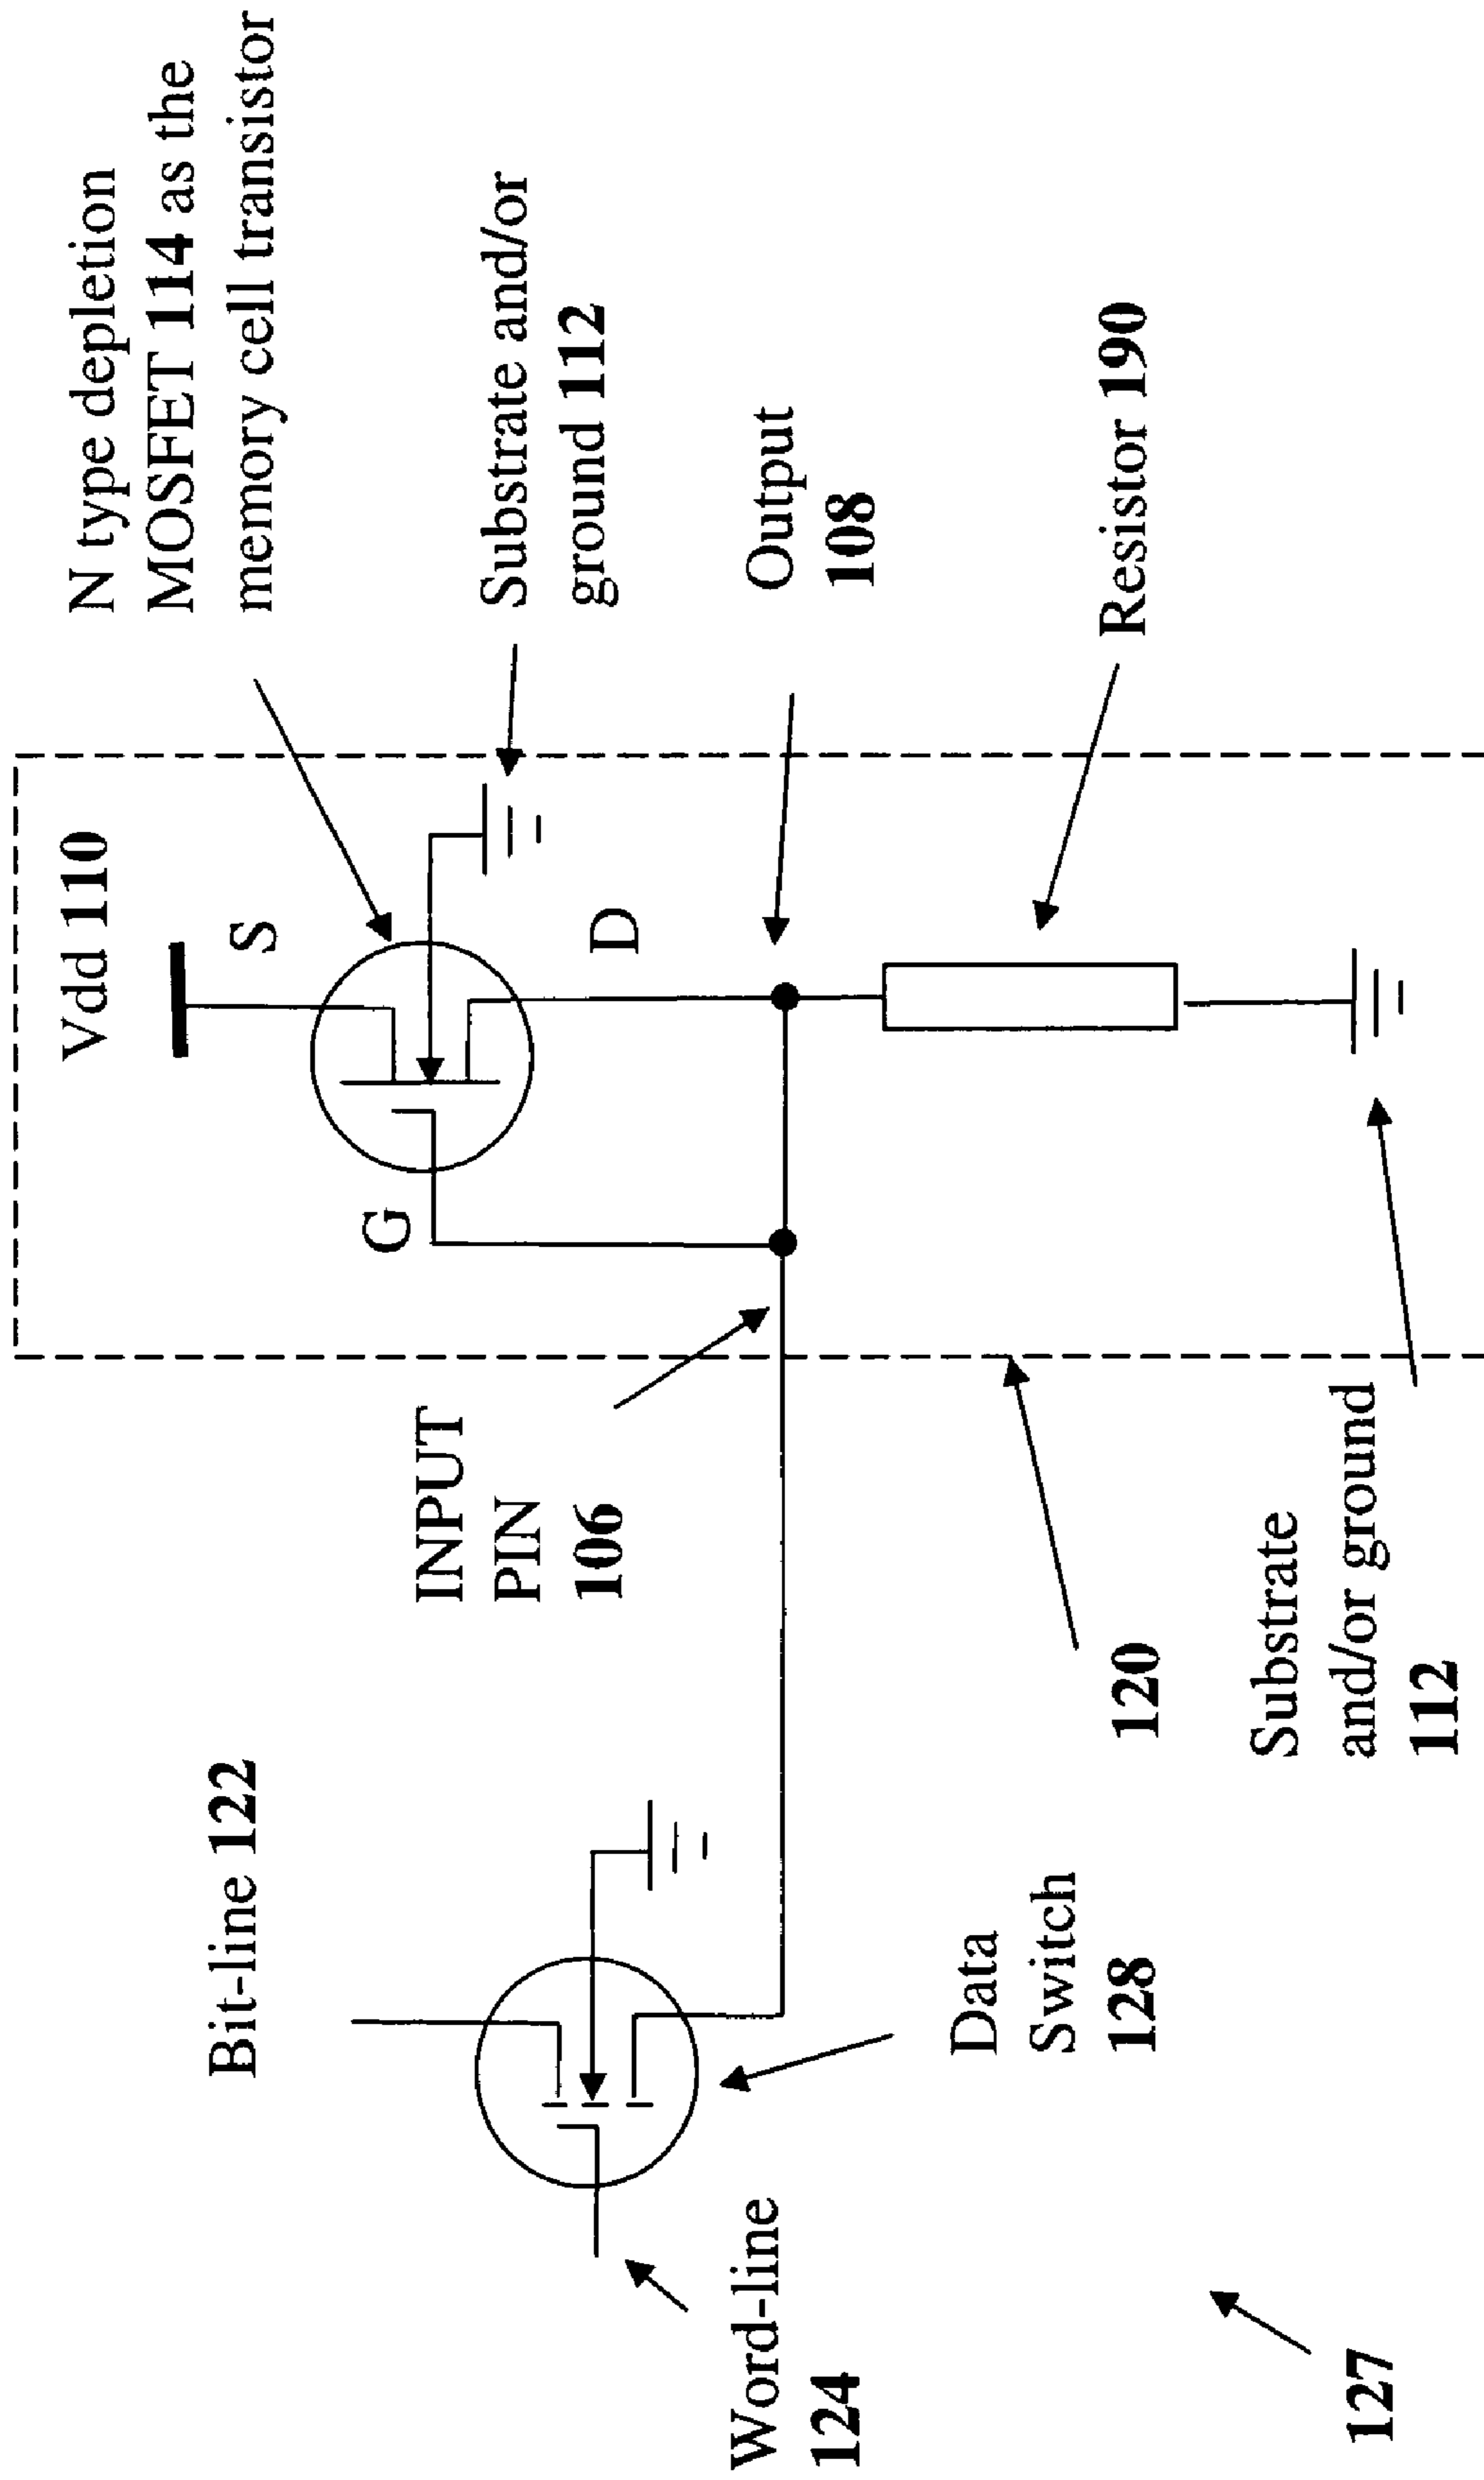 Vdd 110
S
G
D
N type depletion
MOSFET 114 as the
memory cell transistor
Substrate and/or
ground 112
Output
108
Resistor 190
INPUT
PIN
106
Bit-line 122
Data
Switch
128
Word-line
124
120
Substrate
and/or ground
112
127